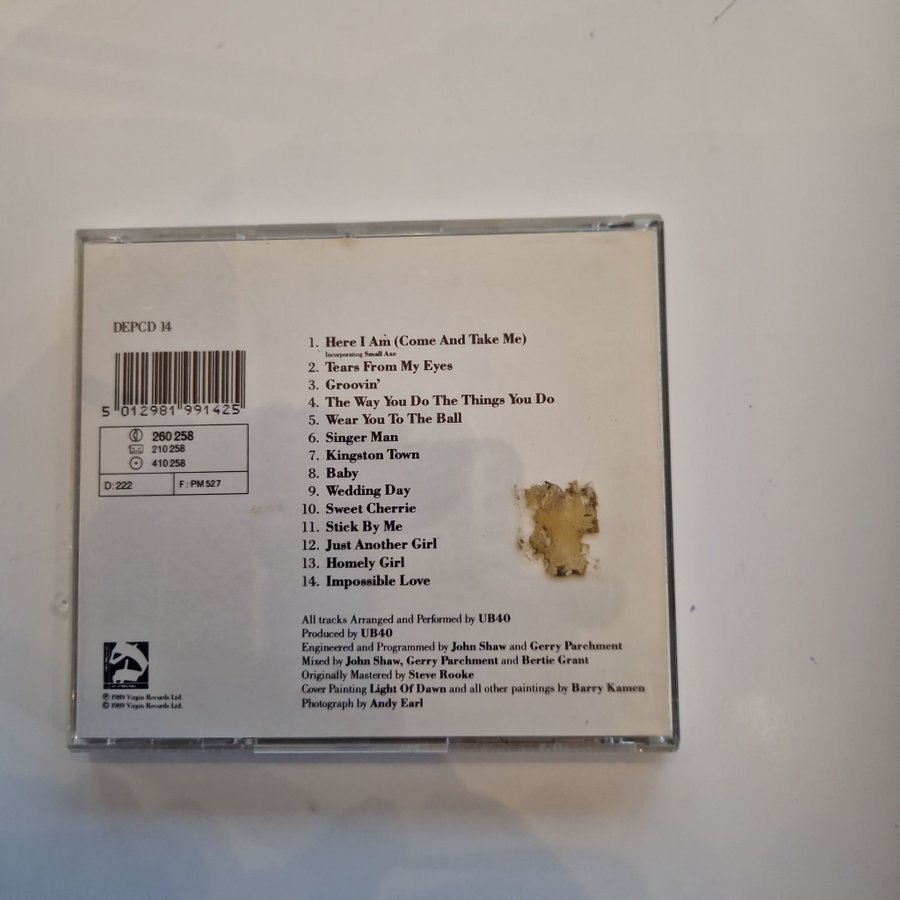 DEPCD 14
5 012981 991425
260 258
210 258
410 258
D: 222 F: PM 527
1. Here I Am (Come And Take Me)
Incorporating Small Axe
2. Tears From My Eyes
3. Groovin'
4. The Way You Do The Things You Do
5. Wear You To The Ball
6. Singer Man
7. Kingston Town
8. Baby
9. Wedding Day
10. Sweet Cherrie
11. Stick By Me
12. Just Another Girl
13. Homely Girl
14. Impossible Love
All tracks Arranged and Performed by UB40
Produced by UB40
Engineered and Programmed by John Shaw and Gerry Parchment
Mixed by John Shaw, Gerry Parchment and Bertie Grant
Originally Mastered by Steve Rooke
Cover Painting Light Of Dawn and all other paintings by Barry Kamen
Photograph by Andy Earl
℗ 1989 Virgin Records Ltd.
© 1989 Virgin Records Ltd.